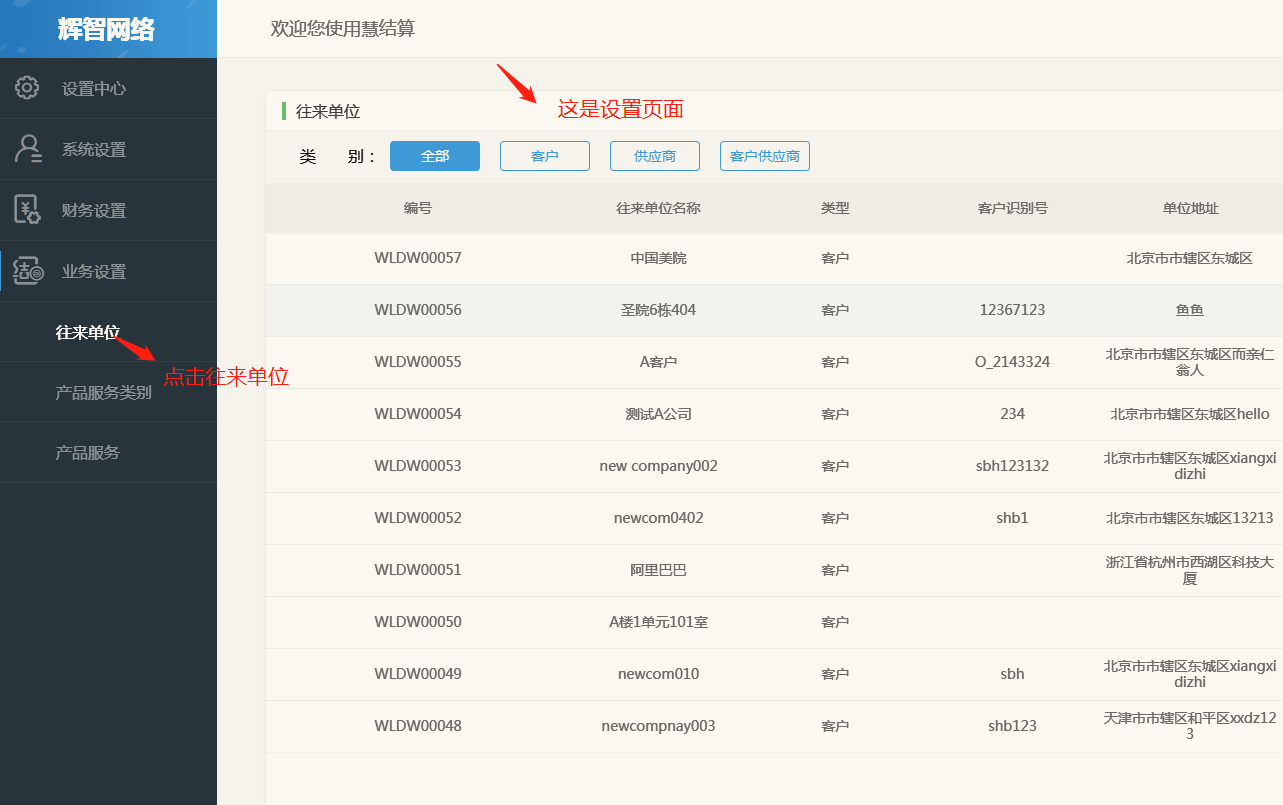 辉智网络
欢迎您使用慧结算
设置中心
系统设置
财务设置
业务设置
往来单位
点击往来单位
产品服务类别
产品服务
往来单位
这是设置页面
类 别： 全部 客户 供应商 客户供应商
编号 往来单位名称 类型 客户识别号 单位地址
WLDW00057 中国美院 客户 北京市市辖区东城区
WLDW00056 圣院6栋404 客户 12367123 鱼鱼
WLDW00055 A客户 客户 O_2143324 北京市市辖区东城区而亲仁
翁人
WLDW00054 测试A公司 客户 234 北京市市辖区东城区hello
WLDW00053 new company002 客户 sbh123132 北京市市辖区东城区xiangxi
dizhi
WLDW00052 newcom0402 客户 shb1 北京市市辖区东城区13213
WLDW00051 阿里巴巴 客户 浙江省杭州市西湖区科技大
厦
WLDW00050 A楼1单元101室 客户
WLDW00049 newcom010 客户 sbh 北京市市辖区东城区xiangxi
dizhi
WLDW00048 newcompnay003 客户 shb123 天津市市辖区和平区xxdz12
3